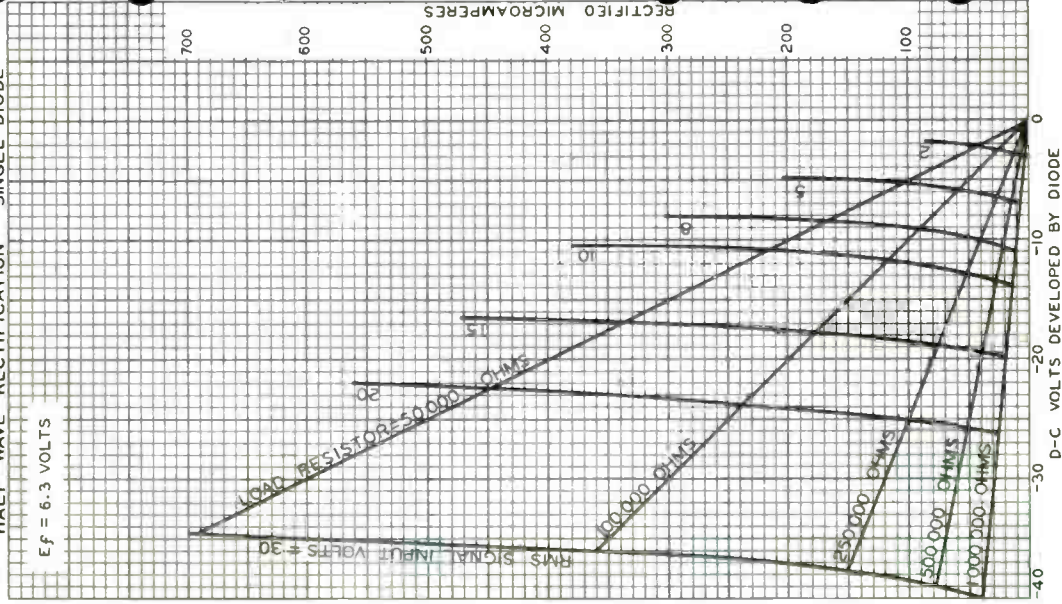 HALF-WAVE RECTIFICATION - SINGLE DIODE
Ef = 6.3 VOLTS
RECTIFIED MICROAMPERES
700
600
500
400
300
200
100
RMS SIGNAL INPUT VOLTS = 30
20
15
10
8
5
2
LOAD RESISTOR=50,000 OHMS
100,000 OHMS
250,000 OHMS
500,000 OHMS
1,000,000 OHMS
-40
-30
-20
-10
0
D-C VOLTS DEVELOPED BY DIODE